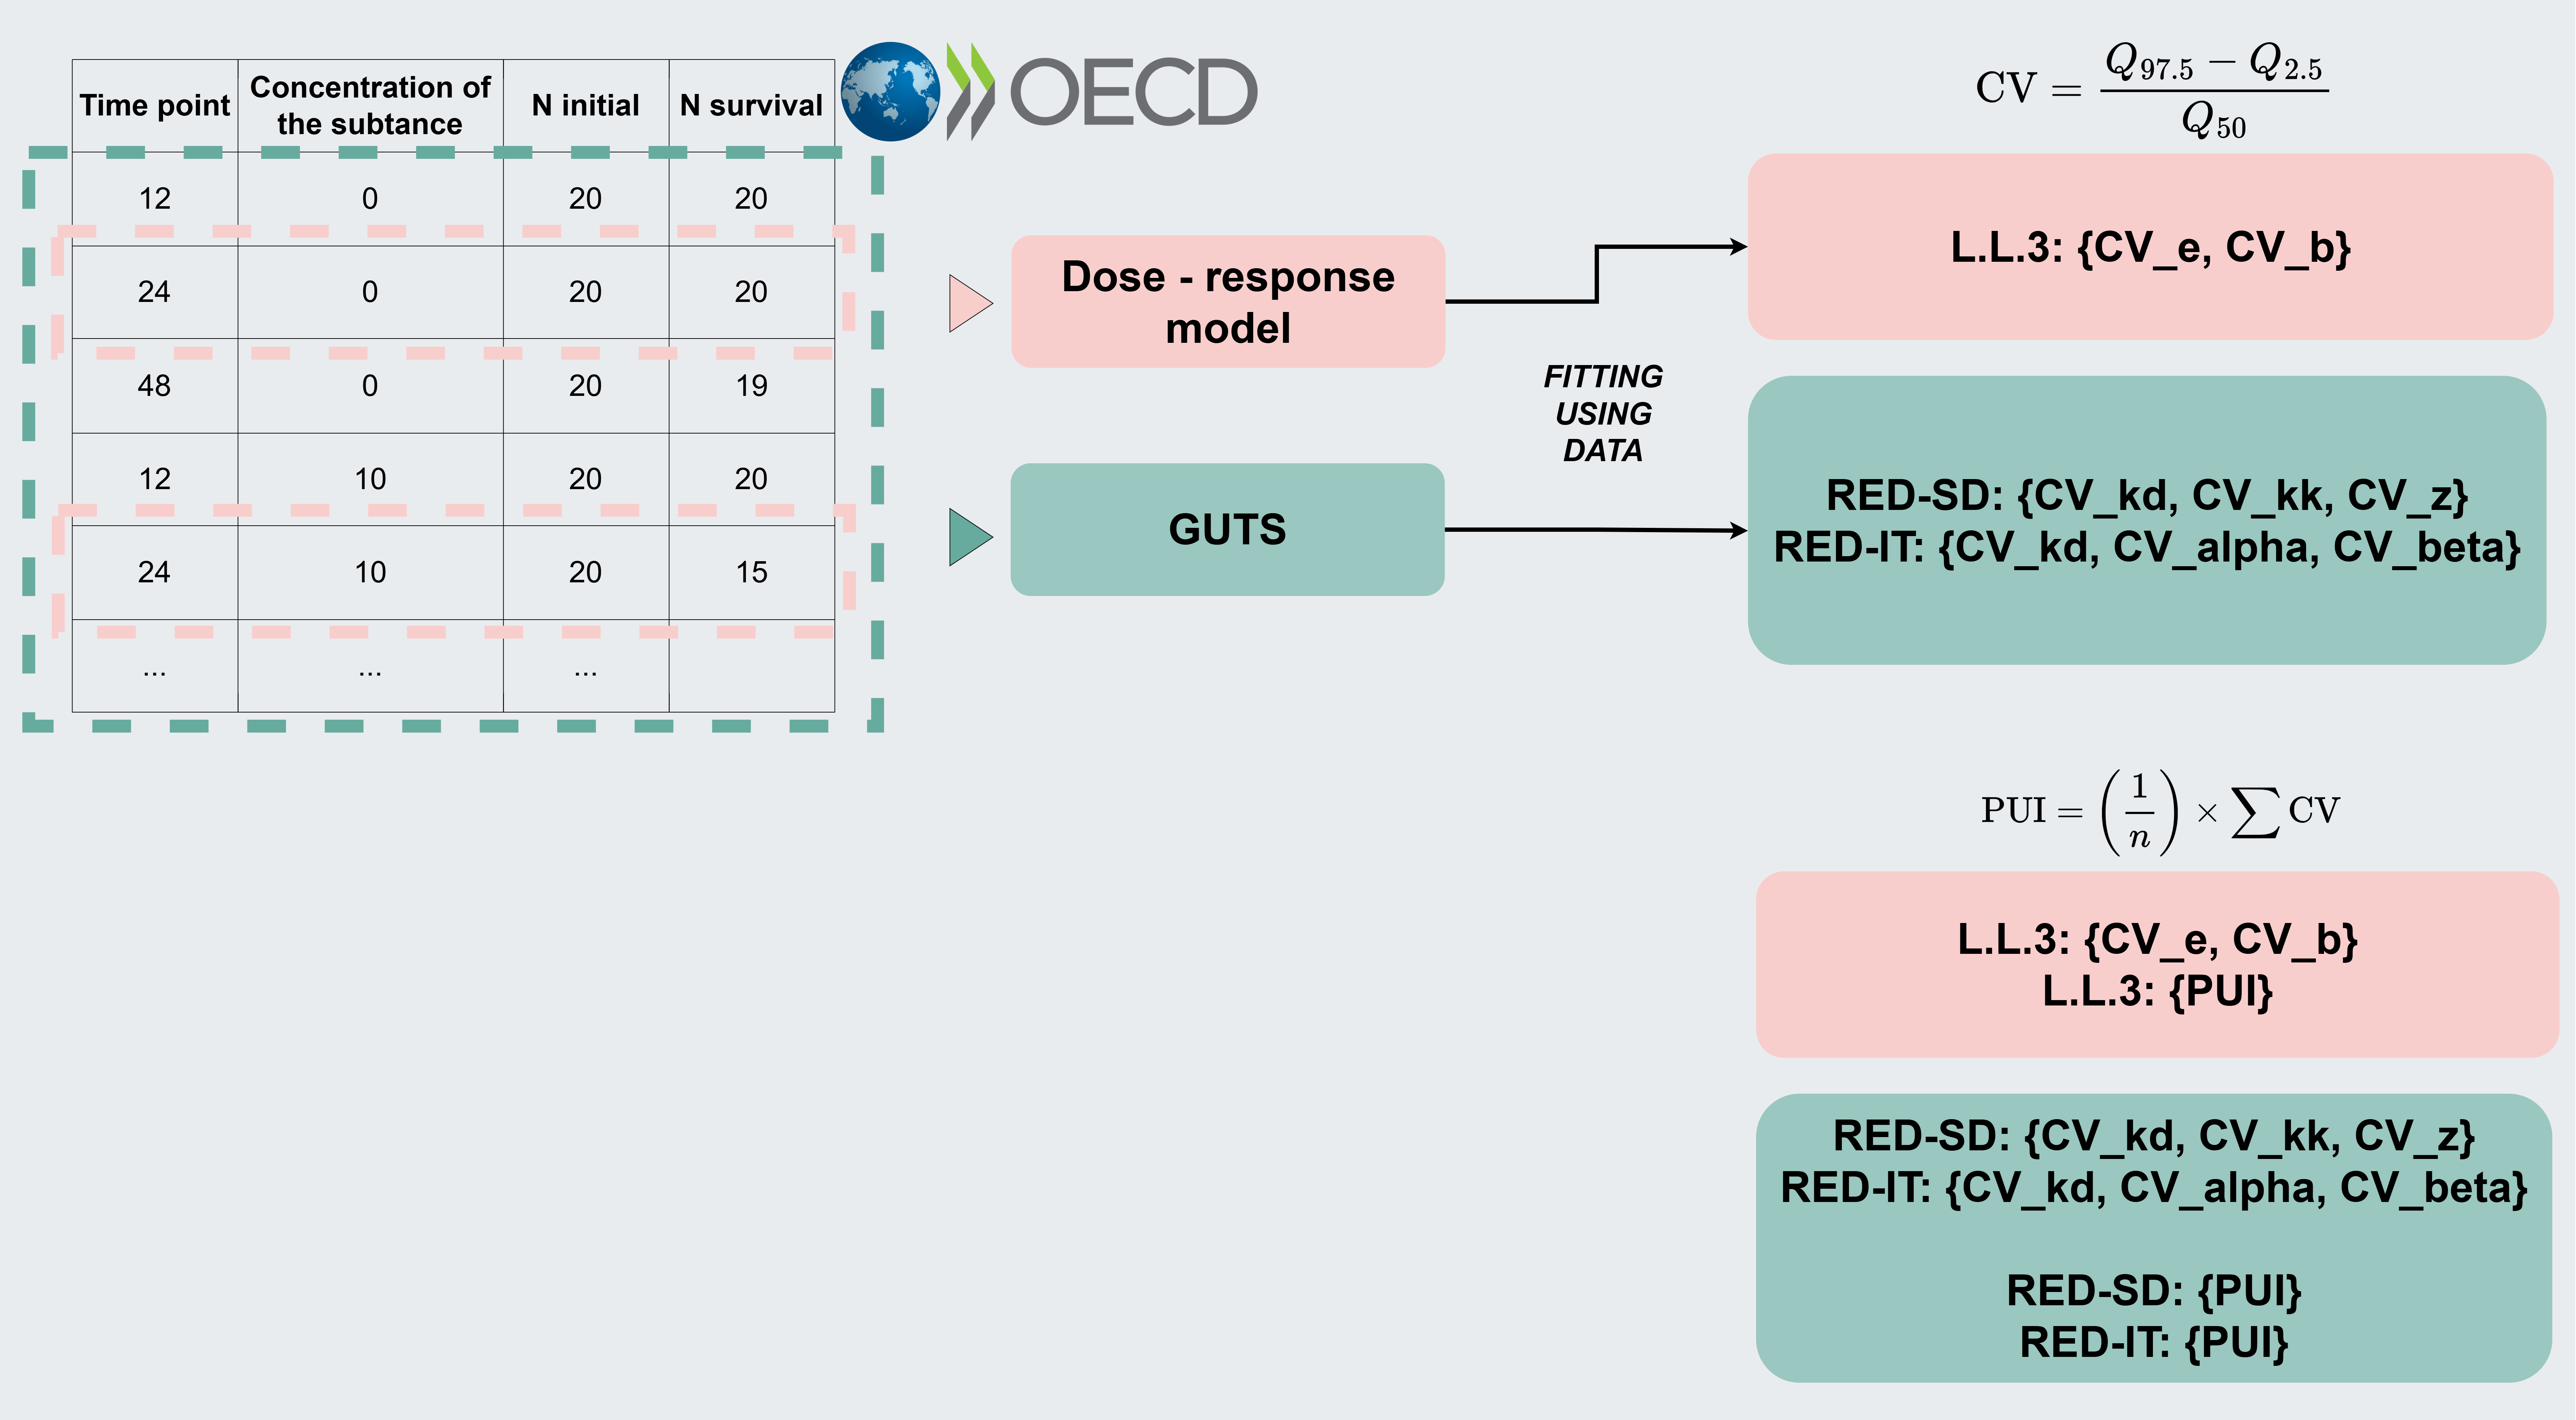 Time point | Concentration of the subtance | N initial | N survival
12 | 0 | 20 | 20
24 | 0 | 20 | 20
48 | 0 | 20 | 19
12 | 10 | 20 | 20
24 | 10 | 20 | 15
... | ... | ... |
OECD
Dose - response
model
GUTS
FITTING
USING
DATA
CV = (Q_97.5 − Q_2.5) / Q_50
L.L.3: {CV_e, CV_b}
RED-SD: {CV_kd, CV_kk, CV_z}
RED-IT: {CV_kd, CV_alpha, CV_beta}
PUI = (1/n) × ∑ CV
L.L.3: {CV_e, CV_b}
L.L.3: {PUI}
RED-SD: {CV_kd, CV_kk, CV_z}
RED-IT: {CV_kd, CV_alpha, CV_beta}
RED-SD: {PUI}
RED-IT: {PUI}